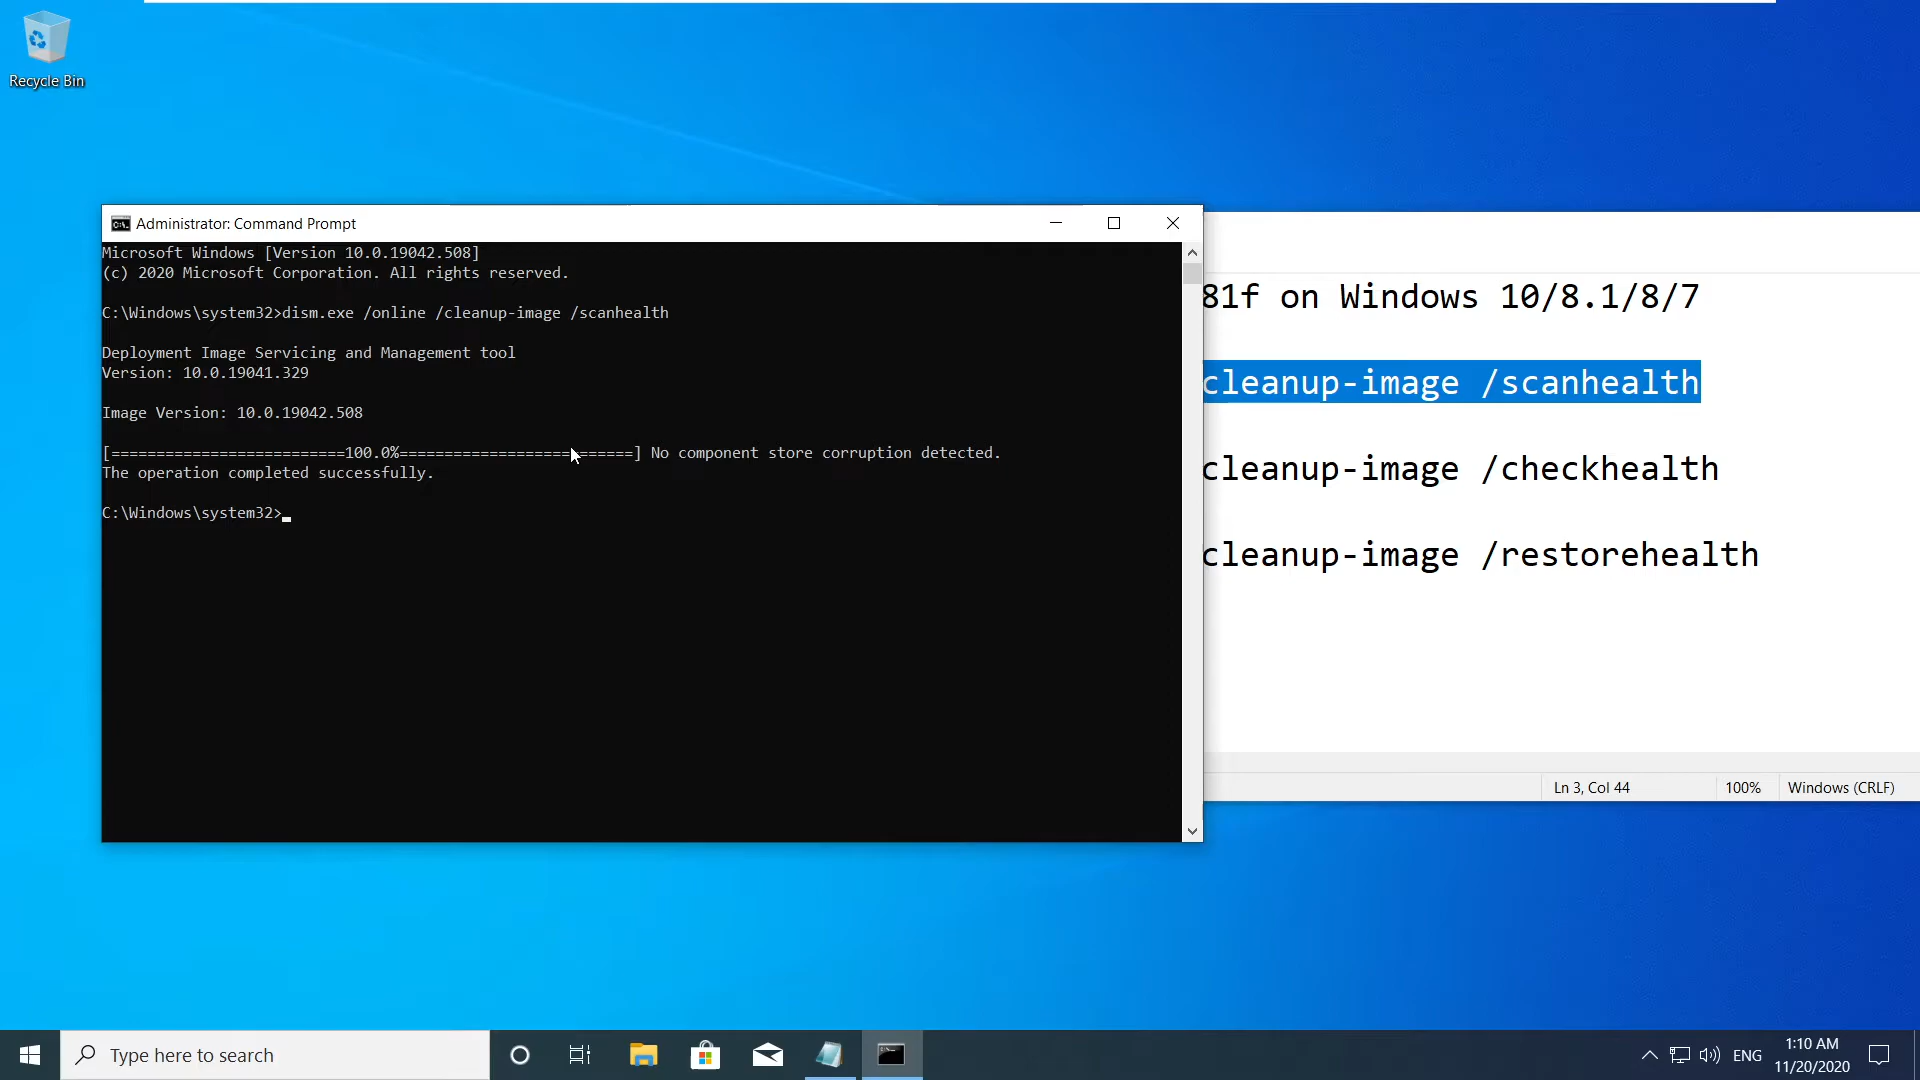 Recycle Bin
Administrator: Command Prompt
Microsoft Windows [Version 10.0.19042.508]
(c) 2020 Microsoft Corporation. All rights reserved.
C:\Windows\system32>dism.exe /online /cleanup-image /scanhealth
Deployment Image Servicing and Management tool
Version: 10.0.19041.329
Image Version: 10.0.19042.508
[==========================100.0%==========================] No component store corruption detected.
The operation completed successfully.
C:\Windows\system32>
81f on Windows 10/8.1/8/7
cleanup-image /scanhealth
cleanup-image /checkhealth
cleanup-image /restorehealth
Ln 3, Col 44
100%
Windows (CRLF)
Type here to search
ENG
1:10 AM
11/20/2020